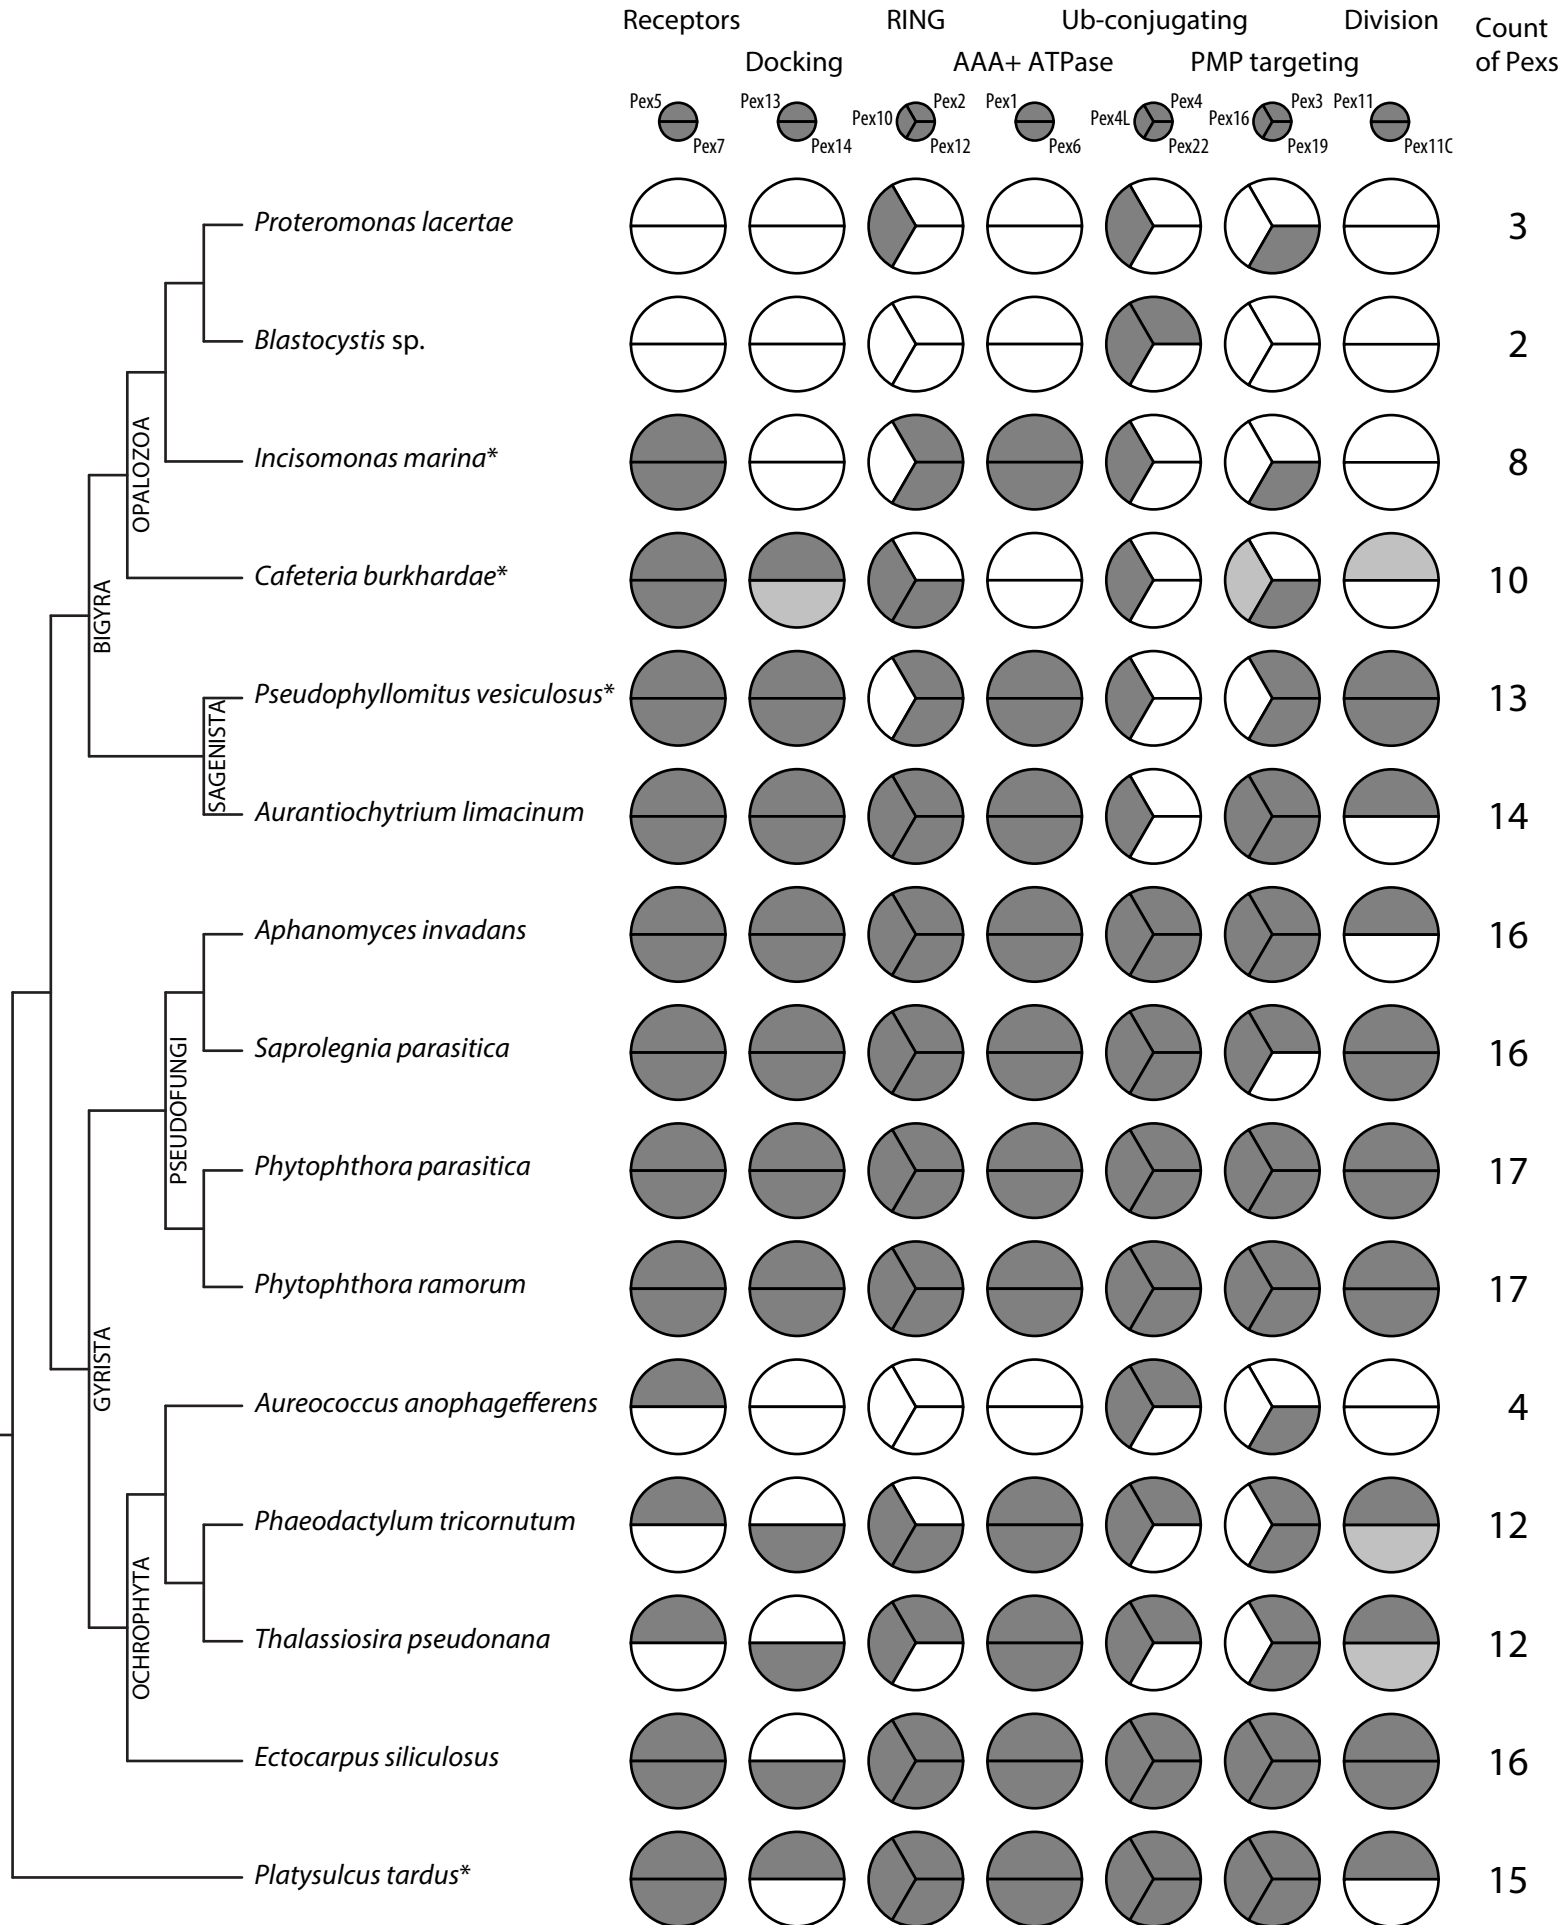 Receptors RING Ub-conjugating Division Count
of Pexs
Docking AAA+ ATPase PMP targeting
Pex5 Pex13 Pex2 Pex1 Pex4 Pex3 Pex11
Pex10 Pex4L Pex16
Pex7 Pex14 Pex12 Pex6 Pex22 Pex19 Pex11C
Proteromonas lacertae 3
Blastocystis sp. 2
OPALOZOA
Incisomonas marina* 8
Cafeteria burkhardae* 10
BIGYRA
Pseudophyllomitus vesiculosus* 13
SAGENISTA
Aurantiochytrium limacinum 14
Aphanomyces invadans 16
Saprolegnia parasitica 16
PSEUDOFUNGI
Phytophthora parasitica 17
Phytophthora ramorum 17
GYRISTA
Aureococcus anophagefferens 4
Phaeodactylum tricornutum 12
OCHROPHYTA
Thalassiosira pseudonana 12
Ectocarpus siliculosus 16
Platysulcus tardus* 15